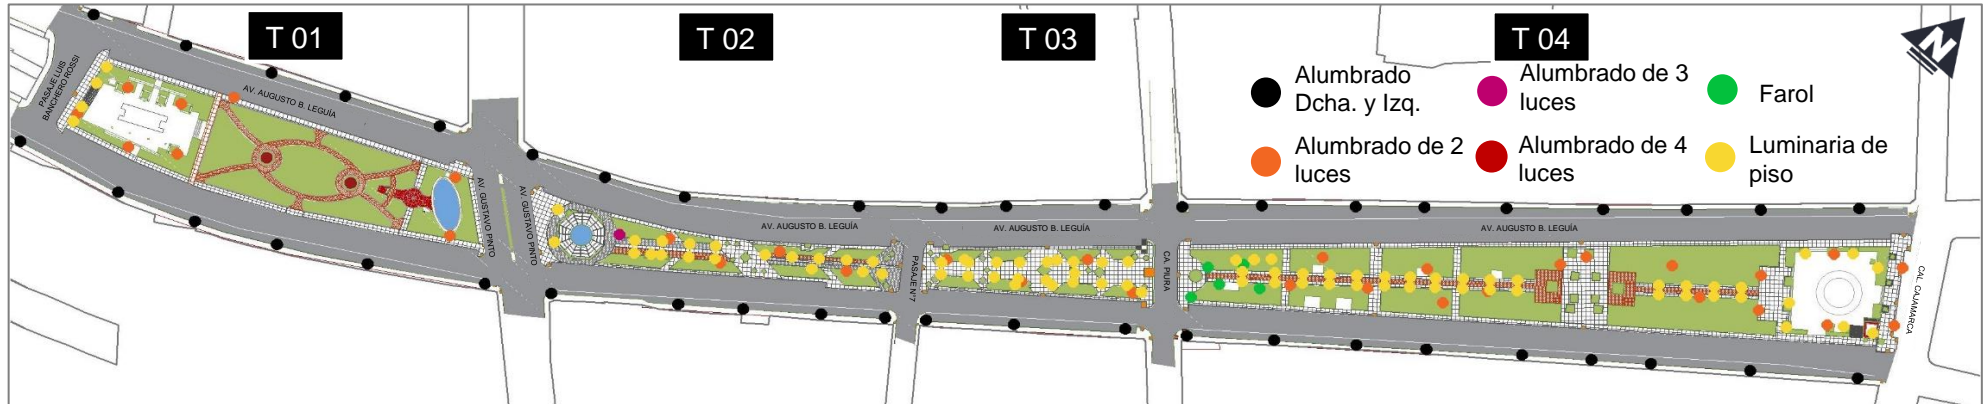 T 01
T 02
T 03
T 04
N
Alumbrado
Dcha. y Izq.
Alumbrado de 3
luces
Farol
Alumbrado de 2
luces
Alumbrado de 4
luces
Luminaria de
piso
PASAJE LUIS
BANCHERO ROSSI
AV. AUGUSTO B. LEGUÍA
AV. GUSTAVO PINTO
AV. GUSTAVO PINTO
AV. AUGUSTO B. LEGUÍA
PASAJE N°7
AV. AUGUSTO B. LEGUÍA
CA. PIURA
AV. AUGUSTO B. LEGUÍA
CAL. CAJAMARCA